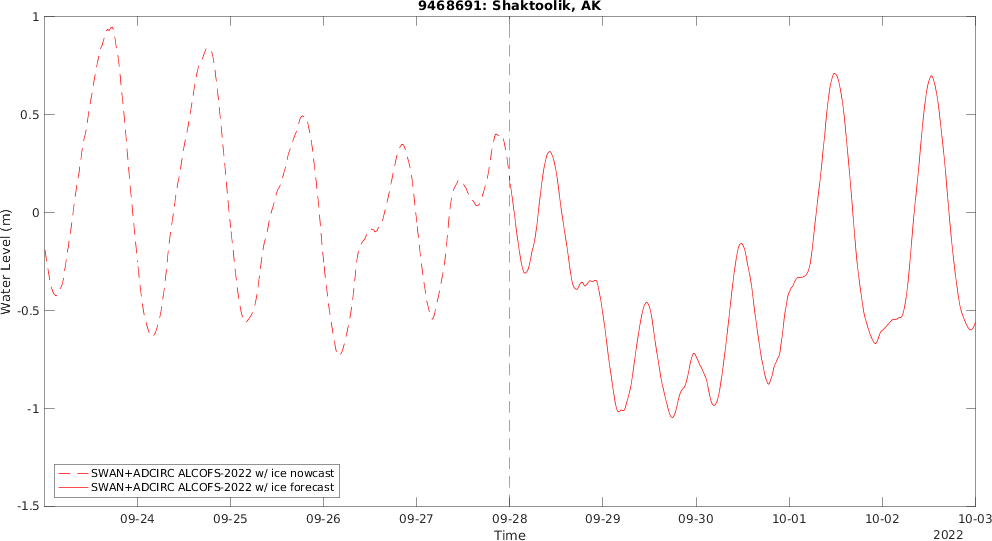 9468691: Shaktoolik, AK
1
0.5
0
-0.5
-1
-1.5
Water Level (m)
SWAN+ADCIRC ALCOFS-2022 w/ ice nowcast
SWAN+ADCIRC ALCOFS-2022 w/ ice forecast
09-24 09-25 09-26 09-27 09-28 09-29 09-30 10-01 10-02 10-03
Time
2022